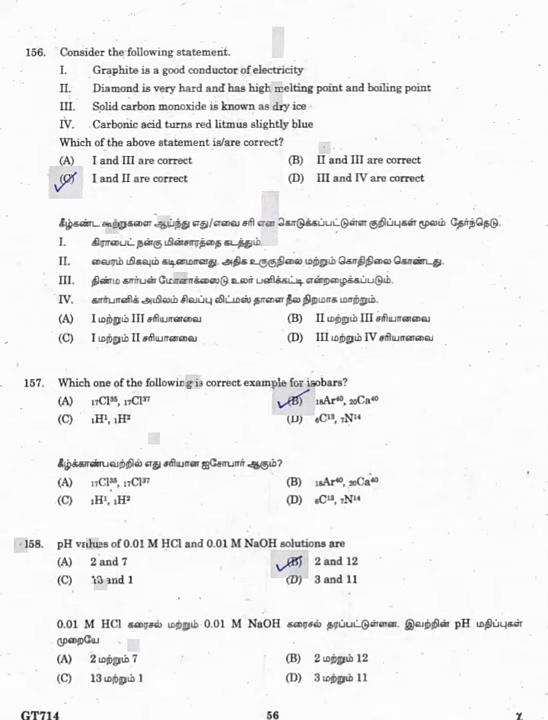 156. Consider the following statement.
I. Graphite is a good conductor of electricity
II. Diamond is very hard and has high melting point and boiling point
III. Solid carbon monoxide is known as dry ice
IV. Carbonic acid turns red litmus slightly blue
Which of the above statement is/are correct?
(A) I and III are correct (B) II and III are correct
(C) I and II are correct (D) III and IV are correct
கீழ்கண்ட கூற்றுகளை ஆய்ந்து எது/எவை சரி என கொடுக்கப்பட்டுள்ள குறிப்புகள் மூலம் தேர்ந்தெடு.
I. கிராபைட் நன்கு மின்சாரத்தை கடத்தும்.
II. வைரம் மிகவும் கடினமானது. அதிக உருகுநிலை மற்றும் கொதிநிலை கொண்டது.
III. திண்ம கார்பன் மோனாக்ஸைடு உலர் பனிக்கட்டி என்றழைக்கப்படும்.
IV. கார்பானிக் அமிலம் சிவப்பு லிட்மஸ் தாளை நீல நிறமாக மாற்றும்.
(A) I மற்றும் III சரியானவை (B) II மற்றும் III சரியானவை
(C) I மற்றும் II சரியானவை (D) III மற்றும் IV சரியானவை
157. Which one of the following is correct example for isobars?
(A) ₁₇Cl³⁵, ₁₇Cl³⁷ (B) ₁₈Ar⁴⁰, ₂₀Ca⁴⁰
(C) ₁H¹, ₁H² (D) ₆C¹³, ₇N¹⁴
கீழ்க்காண்பவற்றில் எது சரியான ஐசோபார் ஆகும்?
(A) ₁₇Cl³⁵, ₁₇Cl³⁷ (B) ₁₈Ar⁴⁰, ₂₀Ca⁴⁰
(C) ₁H¹, ₁H² (D) ₆C¹³, ₇N¹⁴
158. pH values of 0.01 M HCl and 0.01 M NaOH solutions are
(A) 2 and 7 (B) 2 and 12
(C) 13 and 1 (D) 3 and 11
0.01 M HCl கரைசல் மற்றும் 0.01 M NaOH கரைசல் தரப்பட்டுள்ளன. இவற்றின் pH மதிப்புகள்
முறையே
(A) 2 மற்றும் 7 (B) 2 மற்றும் 12
(C) 13 மற்றும் 1 (D) 3 மற்றும் 11
GT714 56 χ